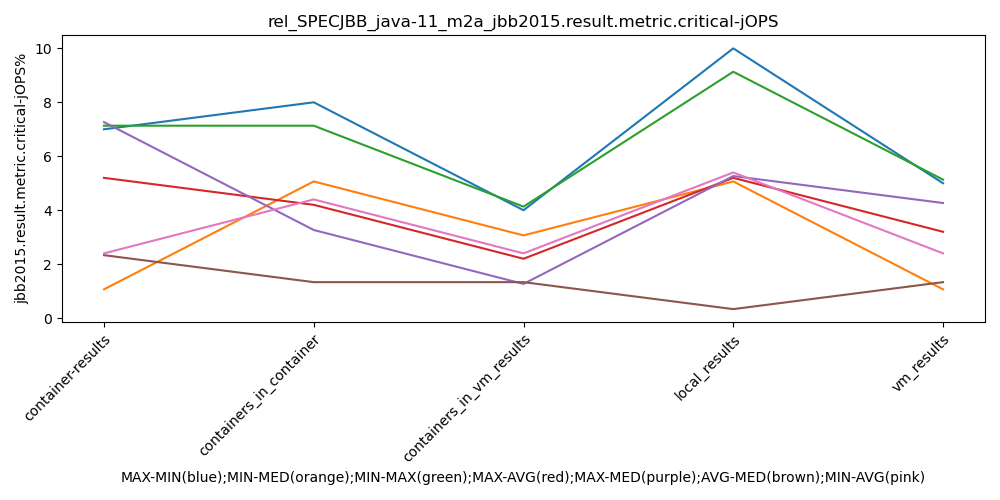 rel_SPECJBB_java-11_m2a_jbb2015.result.metric.critical-jOPS
jbb2015.result.metric.critical-jOPS%
10
8
6
4
2
0
container-results
containers_in_container
containers_in_vm_results
local_results
vm_results
MAX-MIN(blue);MIN-MED(orange);MIN-MAX(green);MAX-AVG(red);MAX-MED(purple);AVG-MED(brown);MIN-AVG(pink)